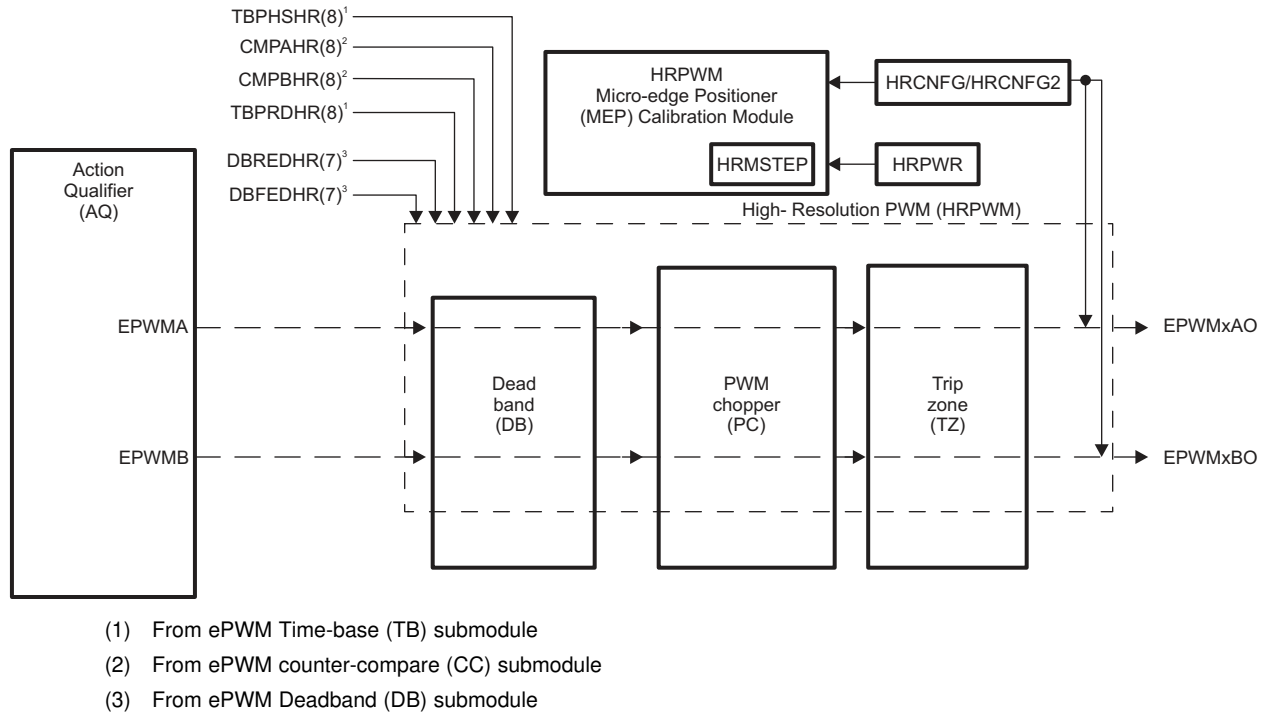 TBPHSHR(8)¹
CMPAHR(8)²
CMPBHR(8)²
TBPRDHR(8)¹
DBREDHR(7)³
DBFEDHR(7)³
HRPWM
Micro-edge Positioner
(MEP) Calibration Module
HRMSTEP
HRCNFG/HRCNFG2
HRPWR
High- Resolution PWM (HRPWM)
Action
Qualifier
(AQ)
EPWMA
EPWMB
Dead
band
(DB)
PWM
chopper
(PC)
Trip
zone
(TZ)
EPWMxAO
EPWMxBO
(1) From ePWM Time-base (TB) submodule
(2) From ePWM counter-compare (CC) submodule
(3) From ePWM Deadband (DB) submodule